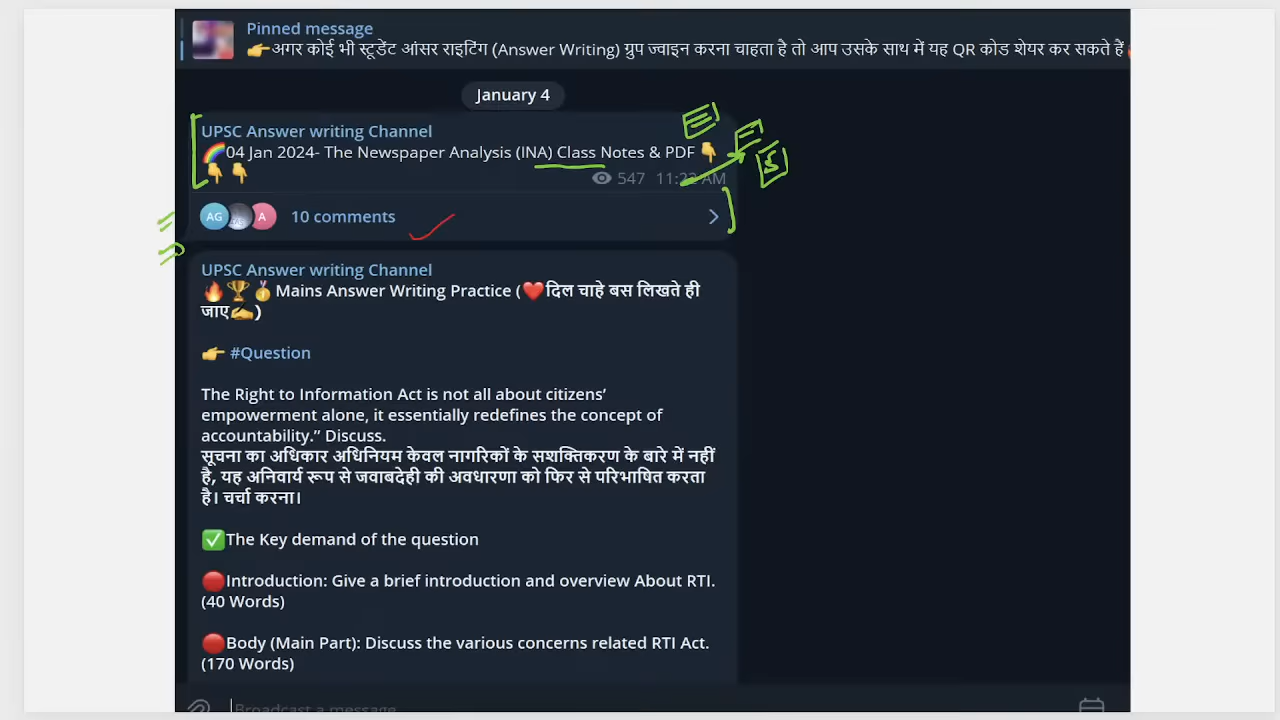 Pinned message
👉अगर कोई भी स्टूडेंट आंसर राइटिंग (Answer Writing) ग्रुप ज्वाइन करना चाहता है तो आप उसके साथ में यह QR कोड शेयर कर सकते हैं
January 4
UPSC Answer writing Channel
🌈04 Jan 2024- The Newspaper Analysis (INA) Class Notes & PDF 👇
👇👇
547 11:22 AM
AG A 10 comments
UPSC Answer writing Channel
🔥🏆🥇Mains Answer Writing Practice (❤️दिल चाहे बस लिखते ही
जाए✍️)
👉 #Question
The Right to Information Act is not all about citizens’
empowerment alone, it essentially redefines the concept of
accountability.” Discuss.
सूचना का अधिकार अधिनियम केवल नागरिकों के सशक्तिकरण के बारे में नहीं
है, यह अनिवार्य रूप से जवाबदेही की अवधारणा को फिर से परिभाषित करता
है। चर्चा करना।
✅The Key demand of the question
🔴Introduction: Give a brief introduction and overview About RTI.
(40 Words)
🔴Body (Main Part): Discuss the various concerns related RTI Act.
(170 Words)
Broadcast a message